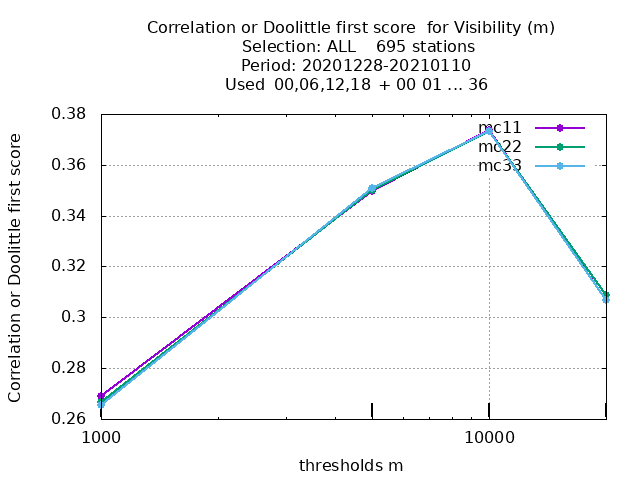 Correlation or Doolittle first score  for Visibility (m)
Selection: ALL    695 stations
Period: 20201228-20210110
Used  00,06,12,18 + 00 01 ... 36
Correlation or Doolittle first score
0.38
0.36
0.34
0.32
0.3
0.28
0.26
mc11
mc22
mc33
1000
10000
thresholds m